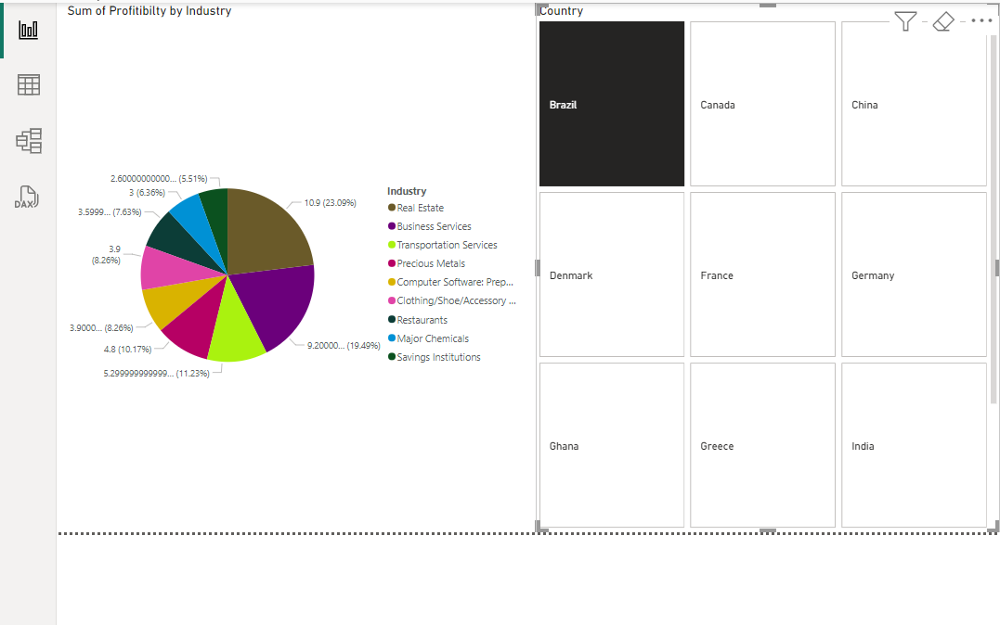 Sum of Profitibilty by Industry
2.60000000000... (5.51%)
3 (6.36%)
3.5999... (7.63%)
3.9
(8.26%)
3.9000... (8.26%)
4.8 (10.17%)
5.299999999999... (11.23%)
10.9 (23.09%)
9.20000... (19.49%)
Industry
Real Estate
Business Services
Transportation Services
Precious Metals
Computer Software: Prep...
Clothing/Shoe/Accessory ...
Restaurants
Major Chemicals
Savings Institutions
Country
Brazil
Canada
China
Denmark
France
Germany
Ghana
Greece
India
DAX